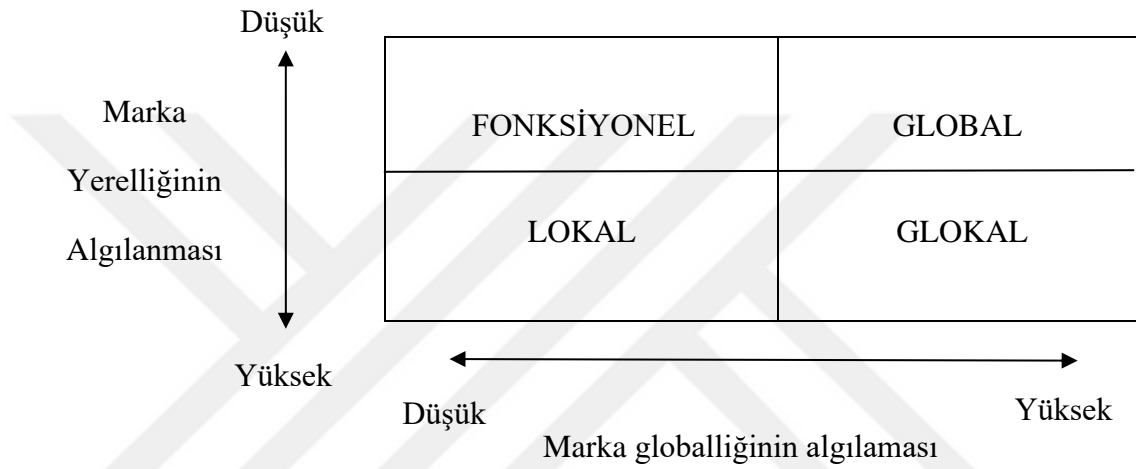 Düşük
Marka
Yerelliğinin
Algılanması
Yüksek
FONKSİYONEL
GLOBAL
LOKAL
GLOKAL
Düşük
Yüksek
Marka globalliğinin algılaması